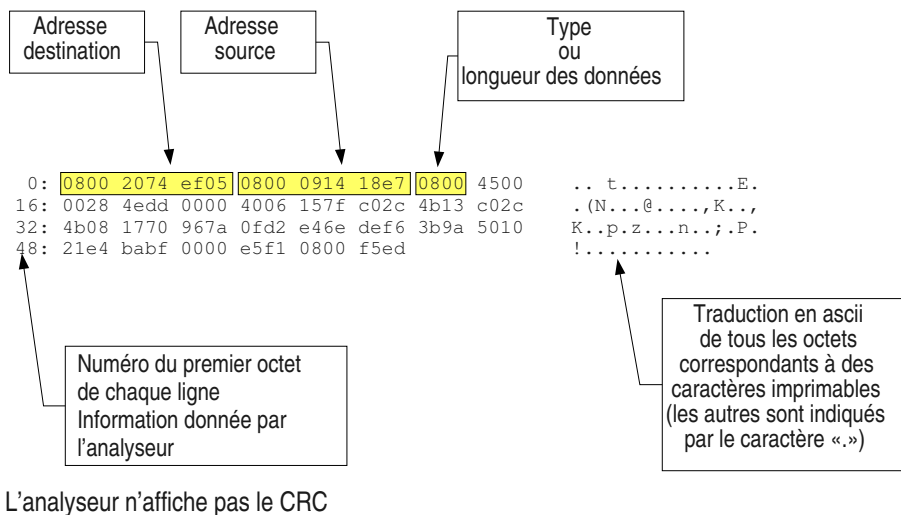 Adresse
destination
Adresse
source
Type
ou
longueur des données
0: 0800 2074 ef05 0800 0914 18e7 0800 4500 .. t..........E.
16: 0028 4edd 0000 4006 157f c02c 4b13 c02c .(N...@....,K..,
32: 4b08 1770 967a 0fd2 e46e def6 3b9a 5010 K..p.z...n..;.P.
48: 21e4 babf 0000 e5f1 0800 f5ed !...........
Numéro du premier octet
de chaque ligne
Information donnée par
l'analyseur
Traduction en ascii
de tous les octets
correspondants à des
caractères imprimables
(les autres sont indiqués
par le caractère «.»)
L'analyseur n'affiche pas le CRC